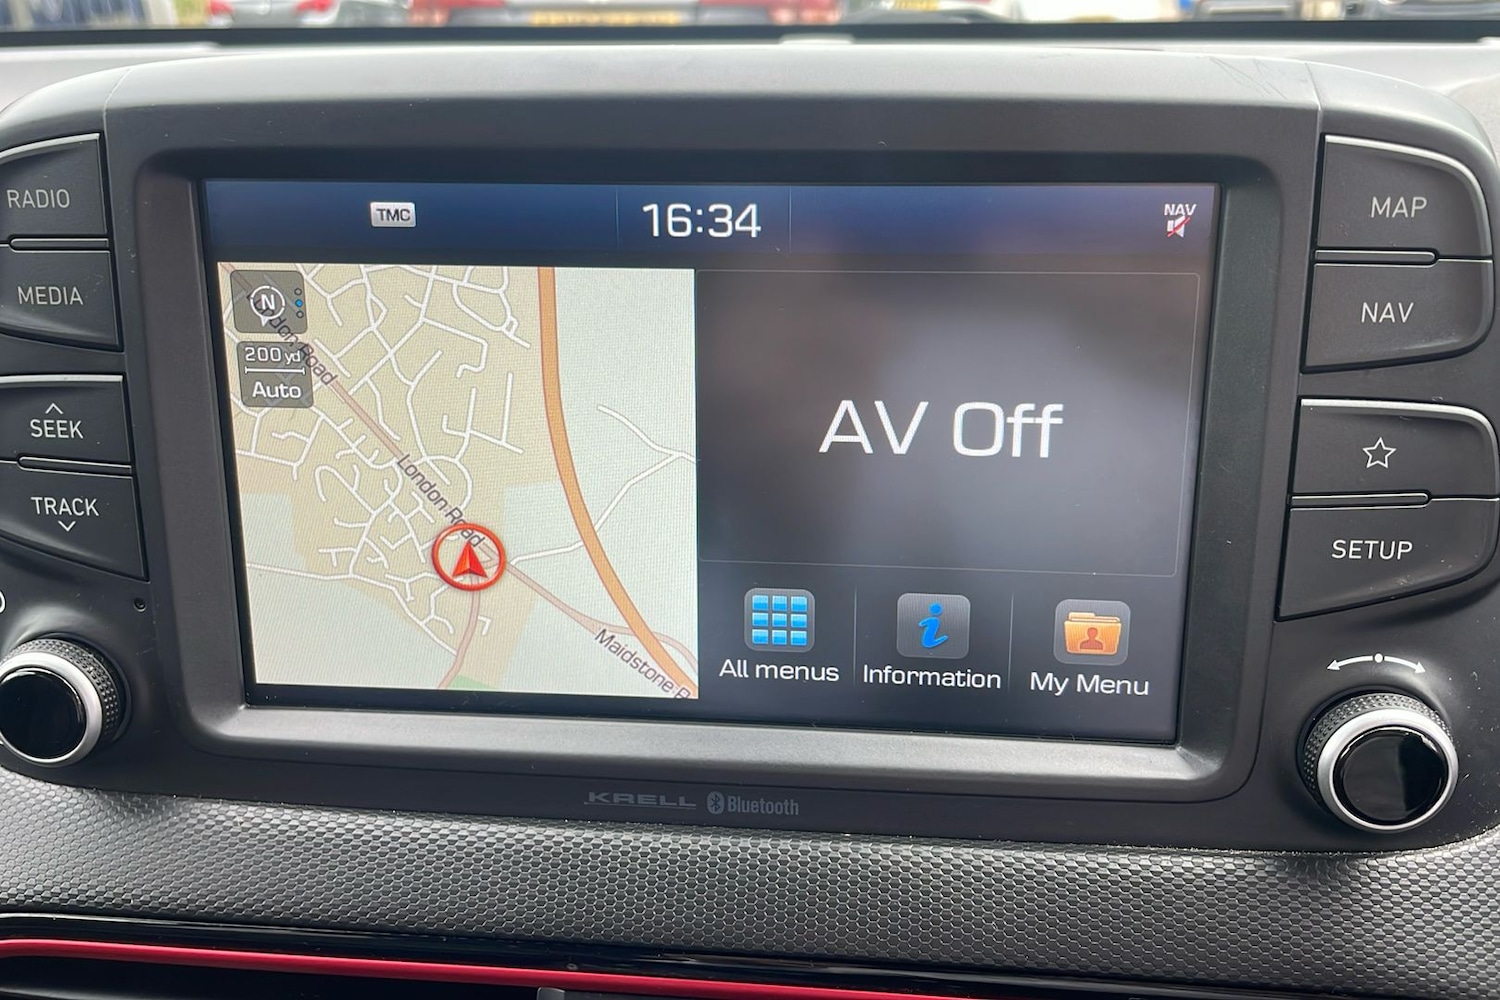 RADIO
MEDIA
SEEK
TRACK
TMC
16:34
NAV
N
200 yd
Auto
London Road
Maidstone
AV Off
All menus
Information
My Menu
MAP
NAV
SETUP
KRELL Bluetooth